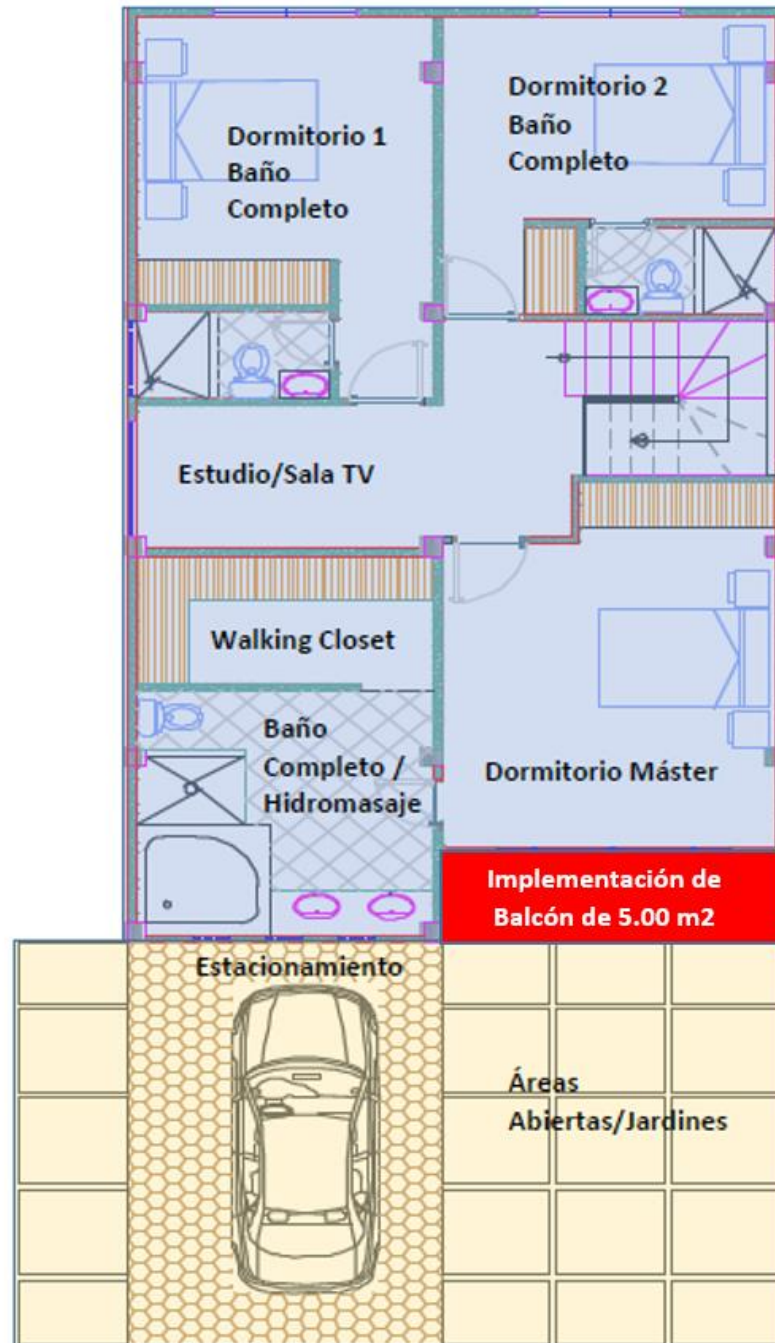 Dormitorio 1
Baño
Completo
Dormitorio 2
Baño
Completo
Estudio/Sala TV
Walking Closet
Baño
Completo /
Hidromasaje
Dormitorio Máster
Implementación de
Balcón de 5.00 m2
Estacionamiento
Áreas
Abiertas/Jardines